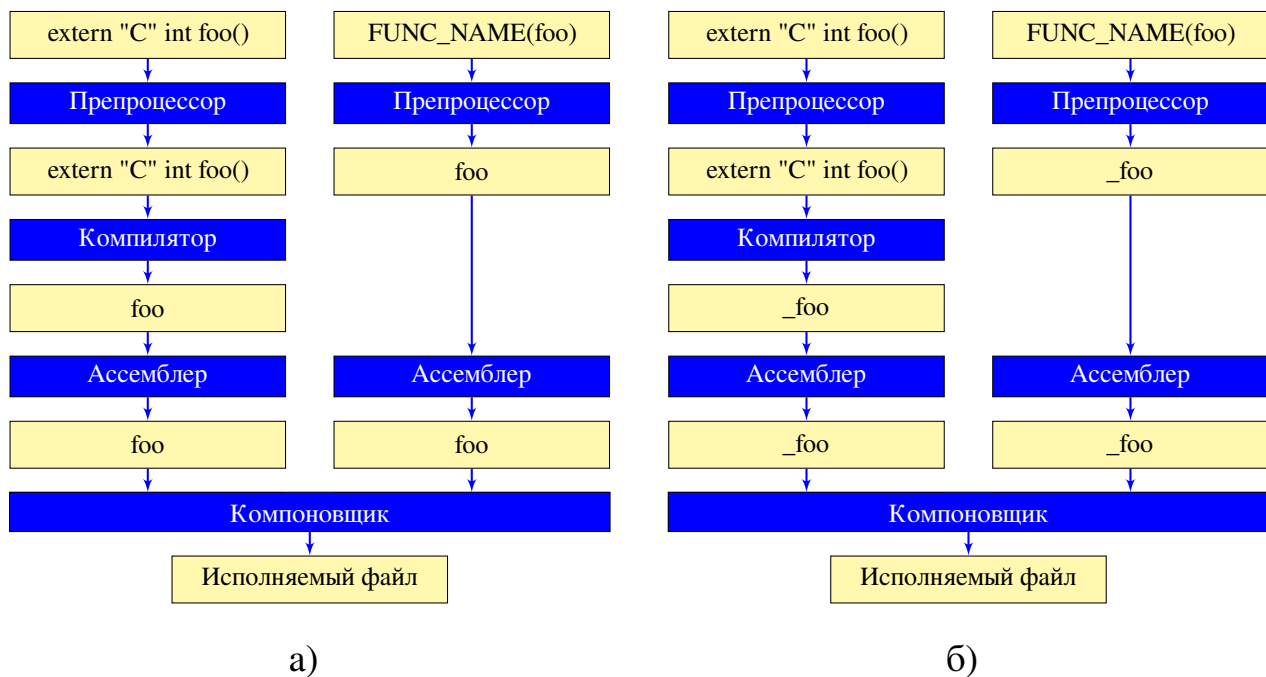 extern "C" int foo()
FUNC_NAME(foo)
Препроцессор
Препроцессор
extern "C" int foo()
foo
Компилятор
foo
Ассемблер
Ассемблер
foo
foo
Компоновщик
Исполняемый файл
а)
extern "C" int foo()
FUNC_NAME(foo)
Препроцессор
Препроцессор
extern "C" int foo()
_foo
Компилятор
_foo
Ассемблер
Ассемблер
_foo
_foo
Компоновщик
Исполняемый файл
б)